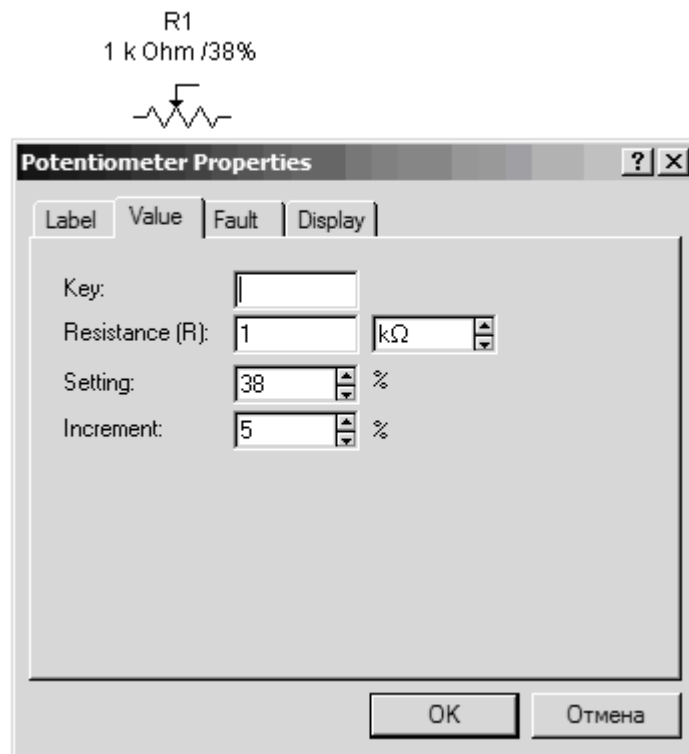 R1
1 k Ohm /38%
Potentiometer Properties
Label Value Fault Display
Key:
Resistance (R): 1 kΩ
Setting: 38 %
Increment: 5 %
OK Отмена